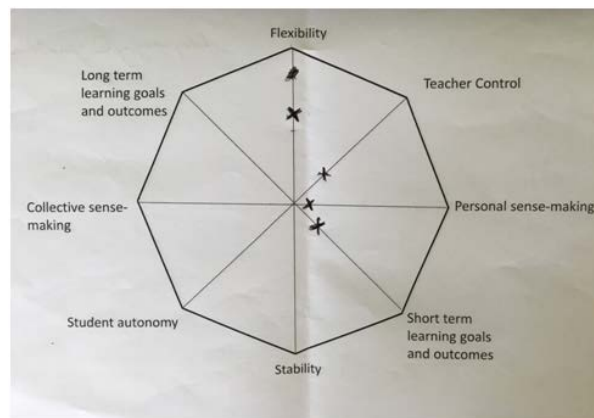 Flexibility
Long term
learning goals
and outcomes
Teacher Control
Collective sense-
making
Personal sense-making
Student autonomy
Short term
learning goals
and outcomes
Stability